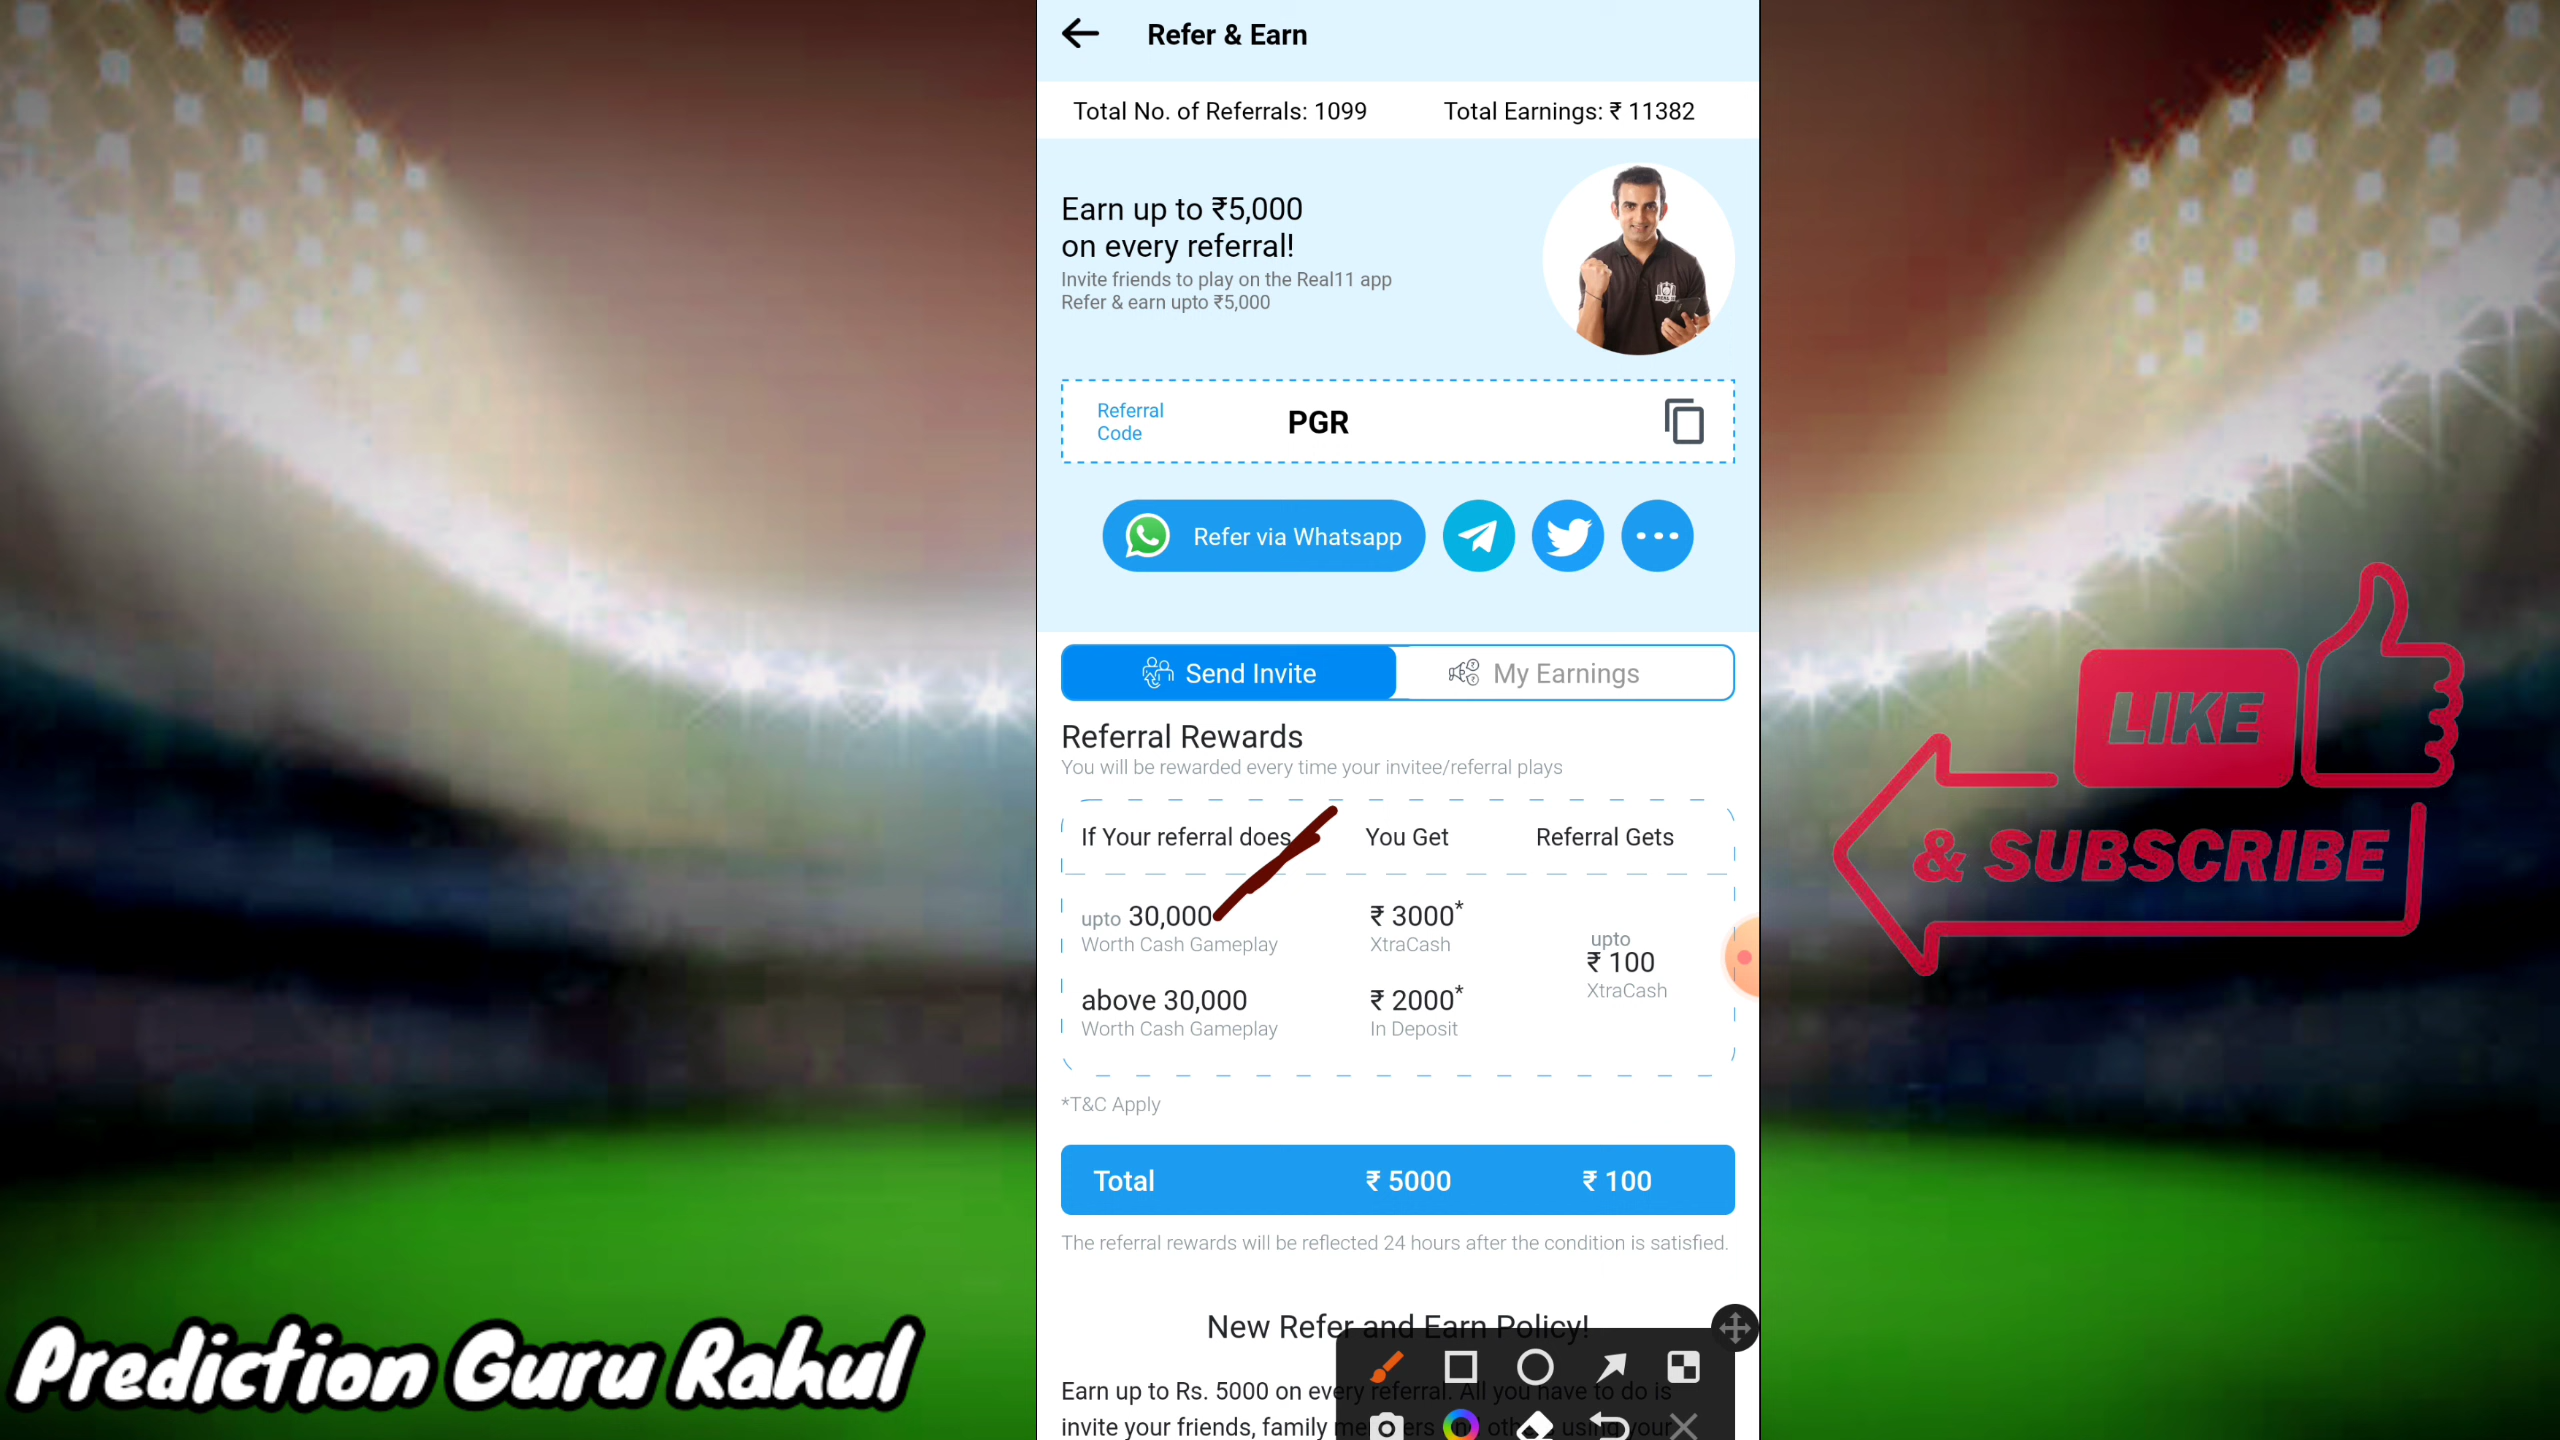 Refer & Earn
Total No. of Referrals: 1099 Total Earnings: ₹ 11382
Earn up to ₹5,000
on every referral!
Invite friends to play on the Real11 app
Refer & earn upto ₹5,000
Referral
Code
PGR
Refer via Whatsapp
Send Invite My Earnings
Referral Rewards
You will be rewarded every time your invitee/referral plays
If Your referral does You Get Referral Gets
upto 30,000 ₹ 3000*
Worth Cash Gameplay XtraCash
upto
₹ 100
XtraCash
above 30,000 ₹ 2000*
Worth Cash Gameplay In Deposit
*T&C Apply
Total ₹ 5000 ₹ 100
The referral rewards will be reflected 24 hours after the condition is satisfied.
New Refer and Earn Policy!
Earn up to Rs. 5000 on every referral. All you have to do is
invite your friends, family using your
LIKE
& SUBSCRIBE
Prediction Guru Rahul